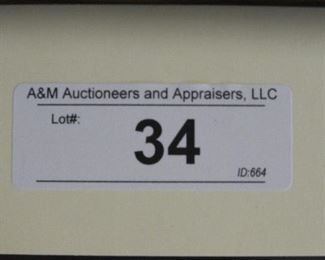 A&M Auctioneers and Appraisers, LLC
Lot#:
34
ID:664